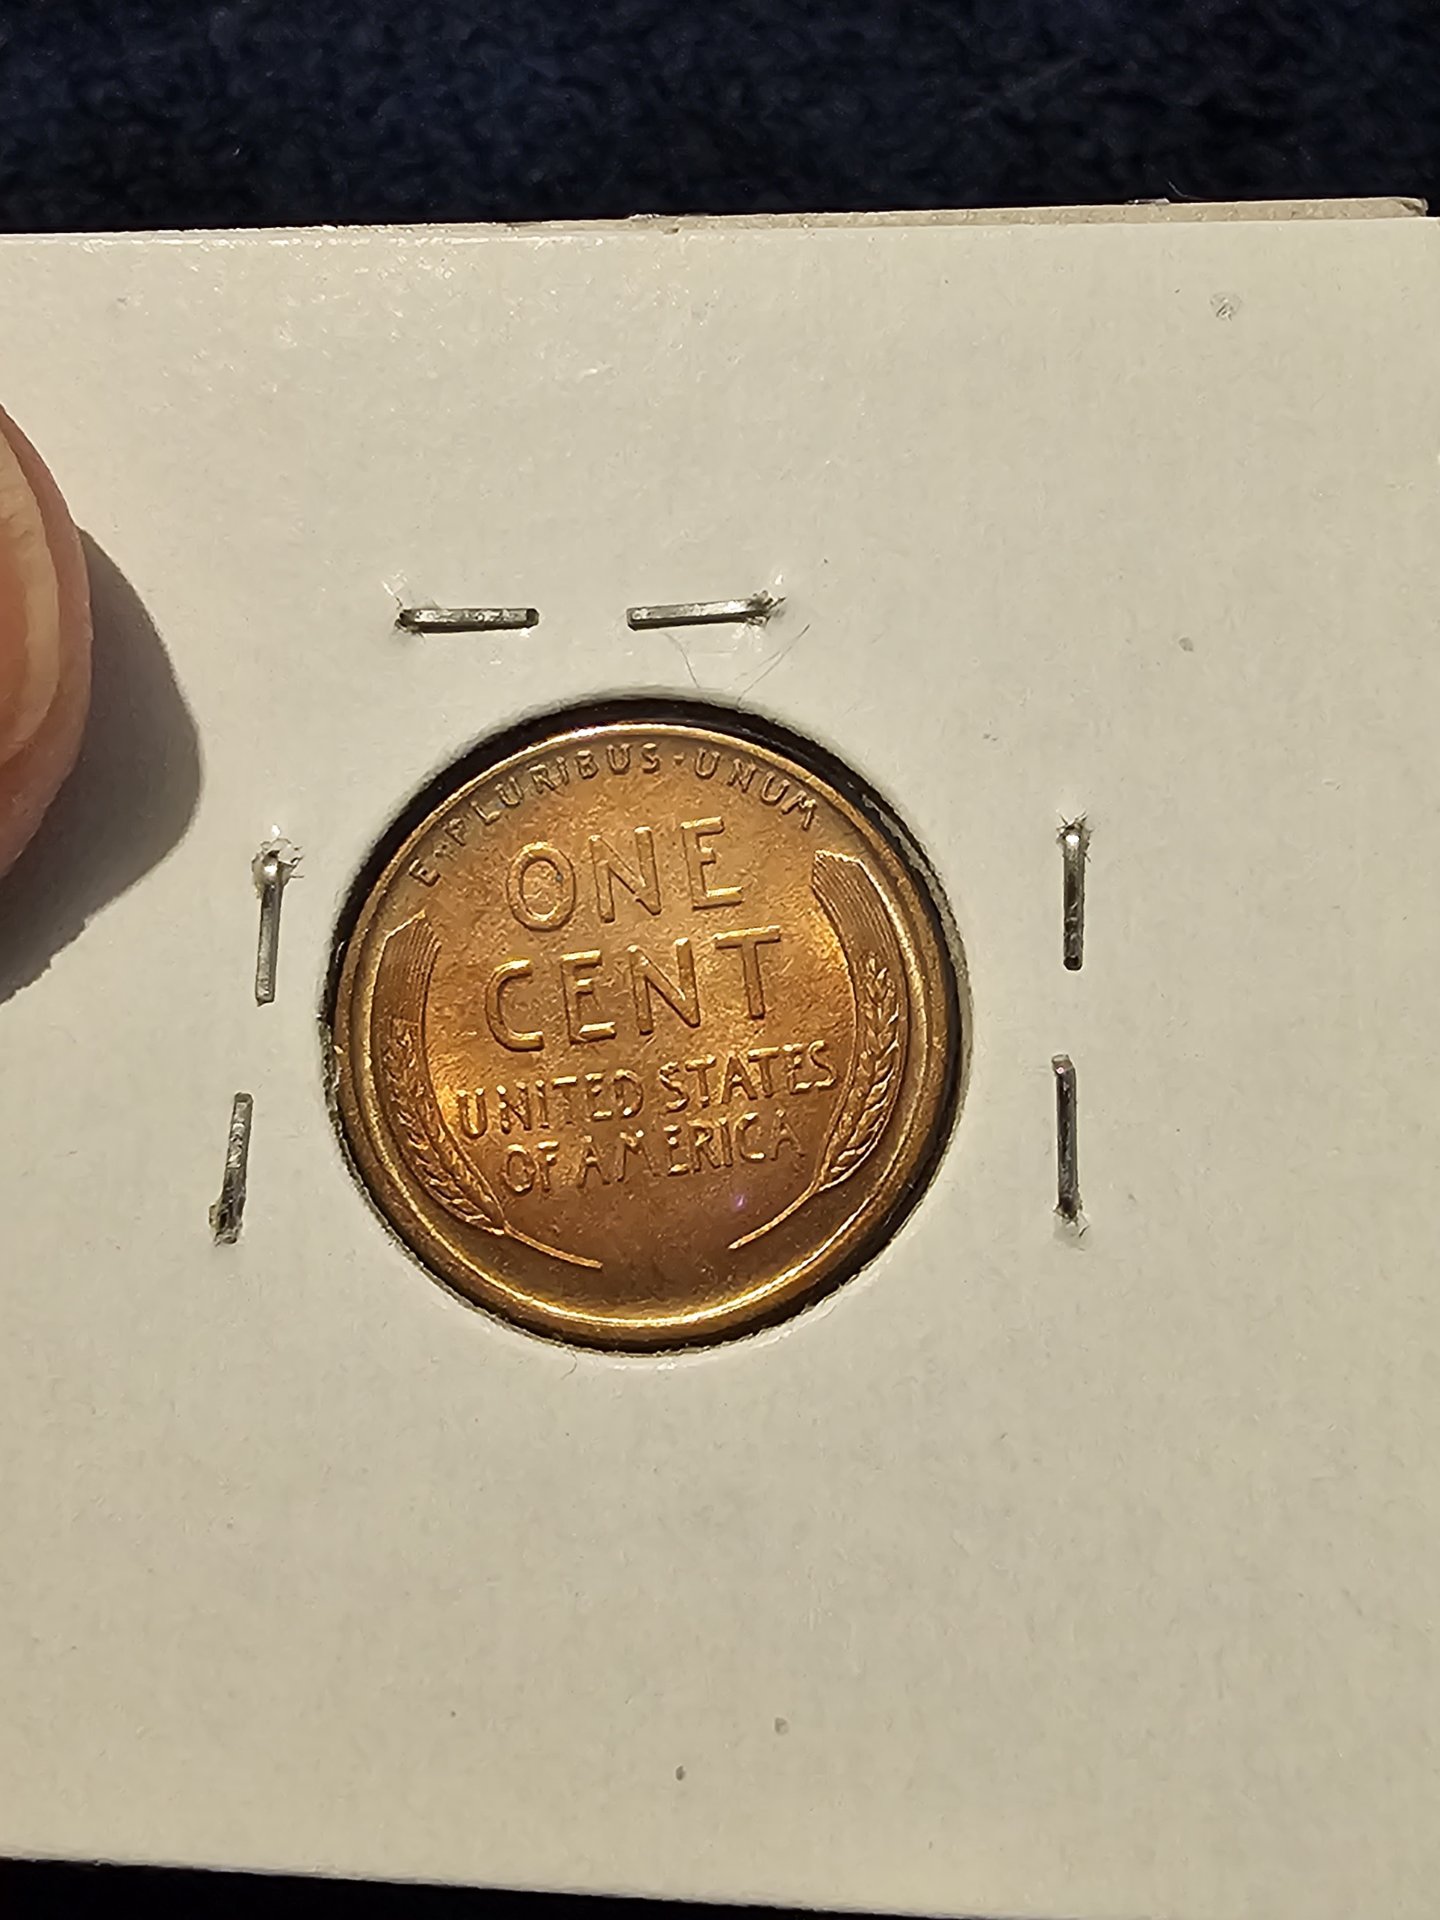 E·PLURIBUS·UNUM
ONE
CENT
UNITED STATES
OF AMERICA